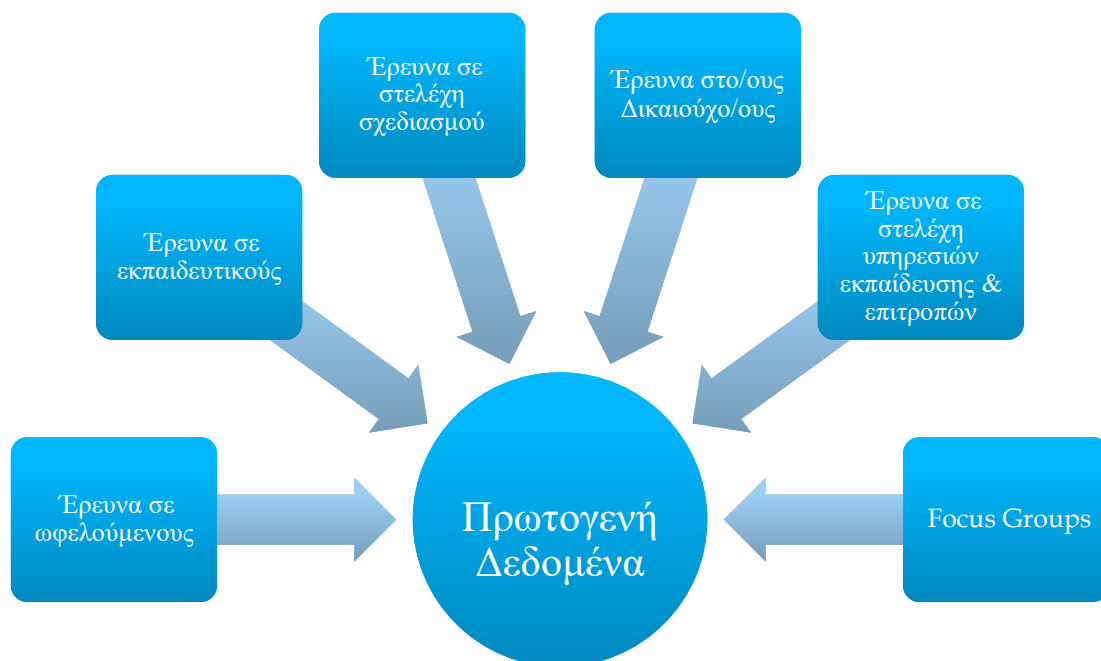 Έρευνα σε
στελέχη
σχεδιασμού
Έρευνα στο/ους
Δικαιούχο/ους
Έρευνα σε
εκπαιδευτικούς
Έρευνα σε
στελέχη
υπηρεσιών
εκπαίδευσης &
επιτροπών
Έρευνα σε
ωφελούμενους
Πρωτογενή
Δεδομένα
Focus Groups